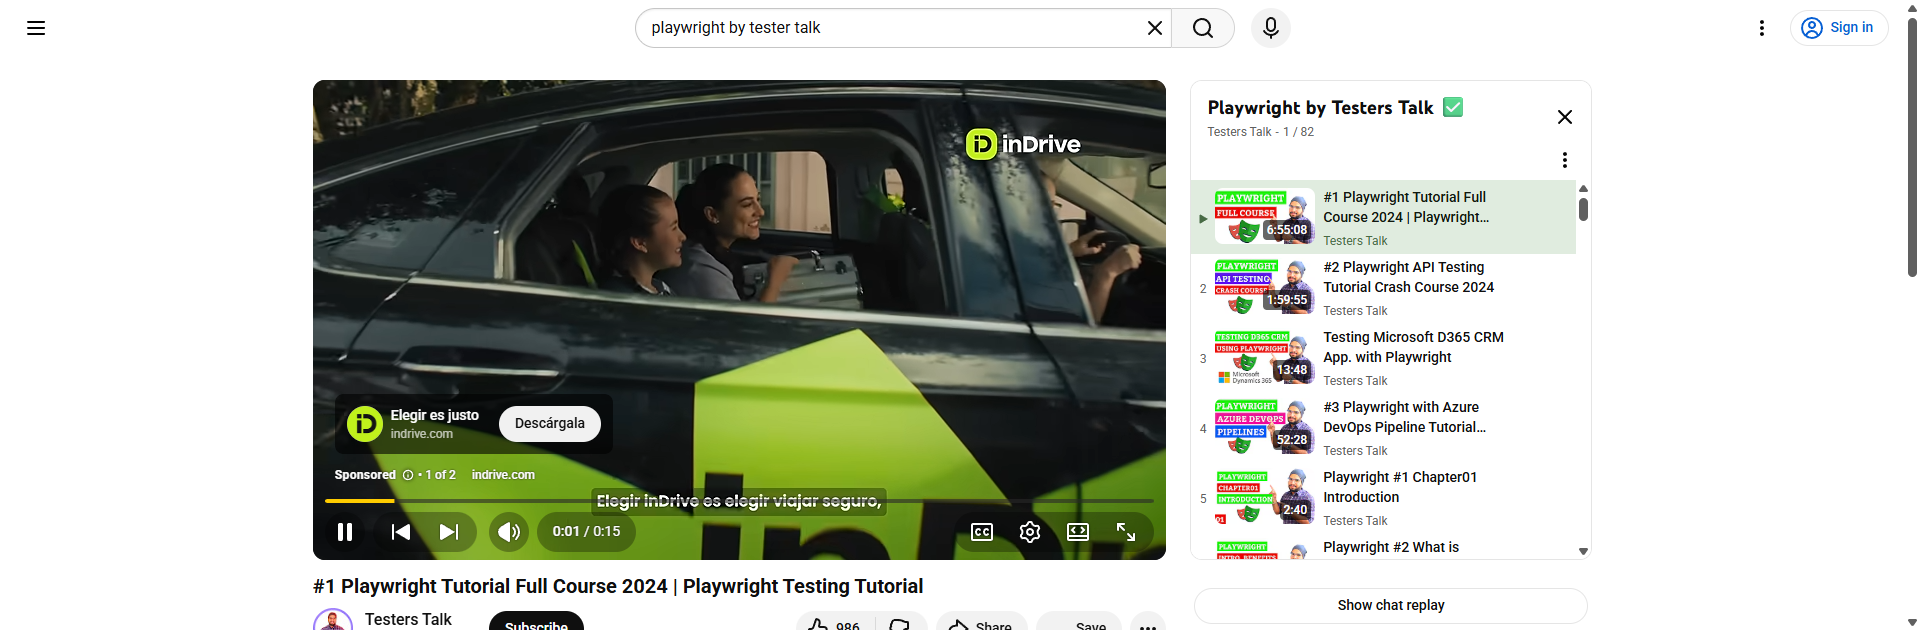 playwright by tester talk
Sign in
inDrive
Elegir es justo
indrive.com
Descárgala
Sponsored • 1 of 2 indrive.com
Elegir inDrive es elegir viajar seguro,
0:01 / 0:15
CC
#1 Playwright Tutorial Full Course 2024 | Playwright Testing Tutorial
Testers Talk
Subscribe
986
Share
Save
Playwright by Testers Talk ✅
Testers Talk - 1 / 82
PLAYWRIGHT
FULL COURSE
6:55:08
#1 Playwright Tutorial Full
Course 2024 | Playwright...
Testers Talk
2
PLAYWRIGHT
API TESTING
CRASH COURSE
1:59:55
#2 Playwright API Testing
Tutorial Crash Course 2024
Testers Talk
3
TESTING D365 CRM
USING PLAYWRIGHT
Microsoft
Dynamics 365
13:48
Testing Microsoft D365 CRM
App. with Playwright
Testers Talk
4
PLAYWRIGHT
AZURE DEVOPS
PIPELINES
52:28
#3 Playwright with Azure
DevOps Pipeline Tutorial...
Testers Talk
5
PLAYWRIGHT
CHAPTER01
INTRODUCTION
2:40
Playwright #1 Chapter01
Introduction
Testers Talk
PLAYWRIGHT
Playwright #2 What is
Show chat replay